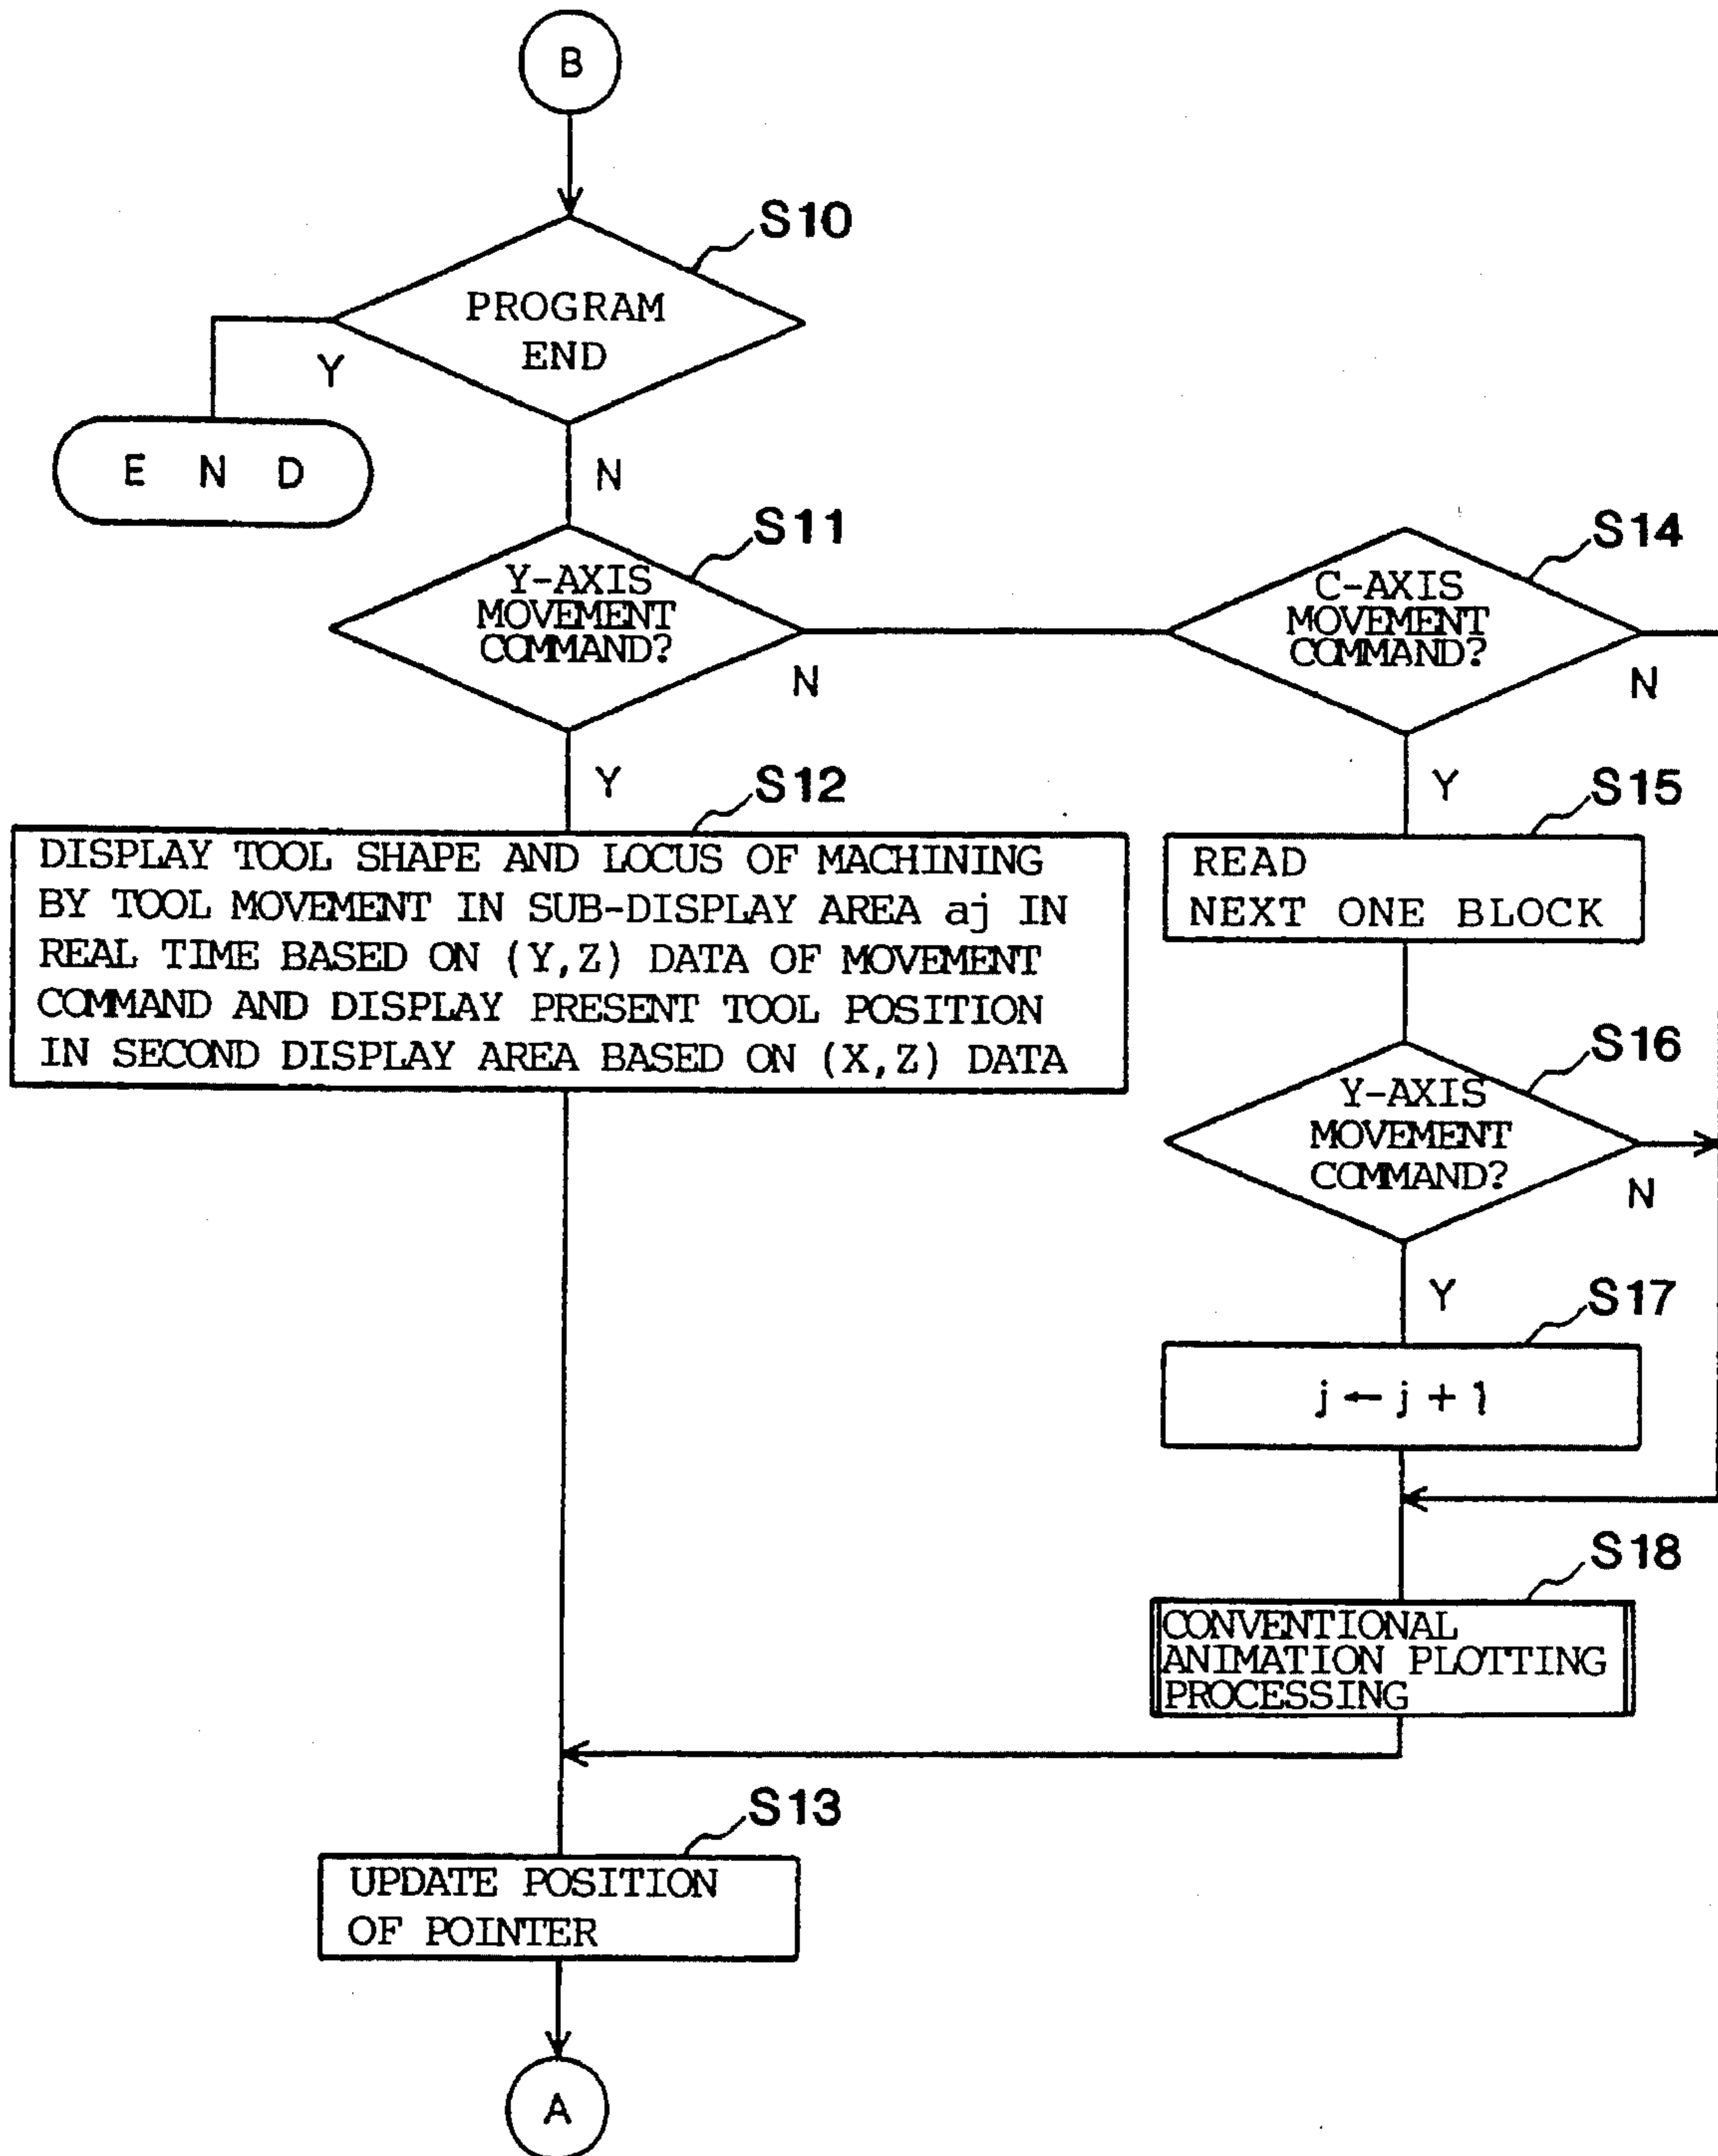 B
S10
PROGRAM
END
Y
E N D
N
S11
Y-AXIS
MOVEMENT
COMMAND?
N
S14
C-AXIS
MOVEMENT
COMMAND?
N
Y
S12
DISPLAY TOOL SHAPE AND LOCUS OF MACHINING
BY TOOL MOVEMENT IN SUB-DISPLAY AREA aj IN
REAL TIME BASED ON (Y,Z) DATA OF MOVEMENT
COMMAND AND DISPLAY PRESENT TOOL POSITION
IN SECOND DISPLAY AREA BASED ON (X,Z) DATA
Y
S15
READ
NEXT ONE BLOCK
S16
Y-AXIS
MOVEMENT
COMMAND?
N
Y
S17
j ← j + 1
S18
CONVENTIONAL
ANIMATION PLOTTING
PROCESSING
S13
UPDATE POSITION
OF POINTER
A